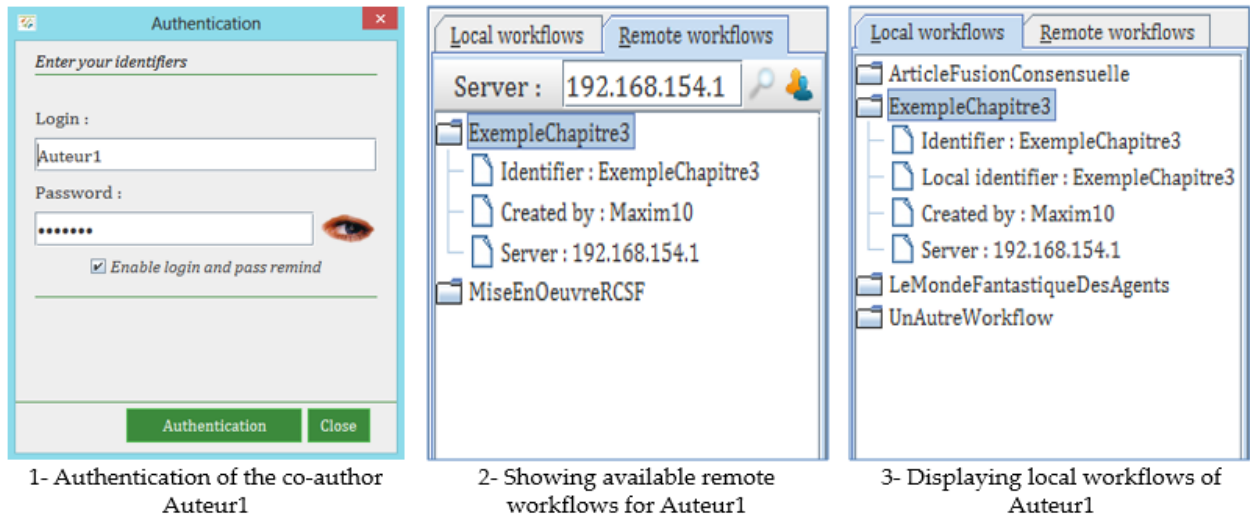 Authentication
Enter your identifiers
Login :
Auteur1
Password :
•••••••
Enable login and pass remind
Authentication
Close
1- Authentication of the co-author
Auteur1
Local workflows
Remote workflows
Server :
192.168.154.1
ExempleChapitre3
Identifier : ExempleChapitre3
Created by : Maxim10
Server : 192.168.154.1
MiseEnOeuvreRCSF
2- Showing available remote
workflows for Auteur1
Local workflows
Remote workflows
ArticleFusionConsensuelle
ExempleChapitre3
Identifier : ExempleChapitre3
Local identifier : ExempleChapitre3
Created by : Maxim10
Server : 192.168.154.1
LeMondeFantastiqueDesAgents
UnAutreWorkflow
3- Displaying local workflows of
Auteur1